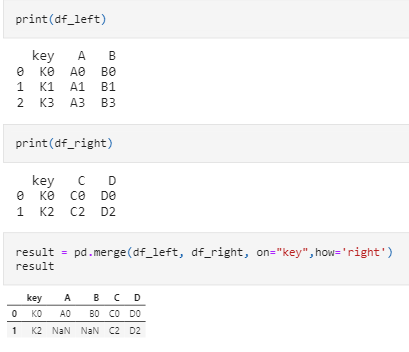 print(df_left)
key A B
0 K0 A0 B0
1 K1 A1 B1
2 K3 A3 B3
print(df_right)
key C D
0 K0 C0 D0
1 K2 C2 D2
result = pd.merge(df_left, df_right, on="key",how='right')
result
key A B C D
0 K0 A0 B0 C0 D0
1 K2 NaN NaN C2 D2